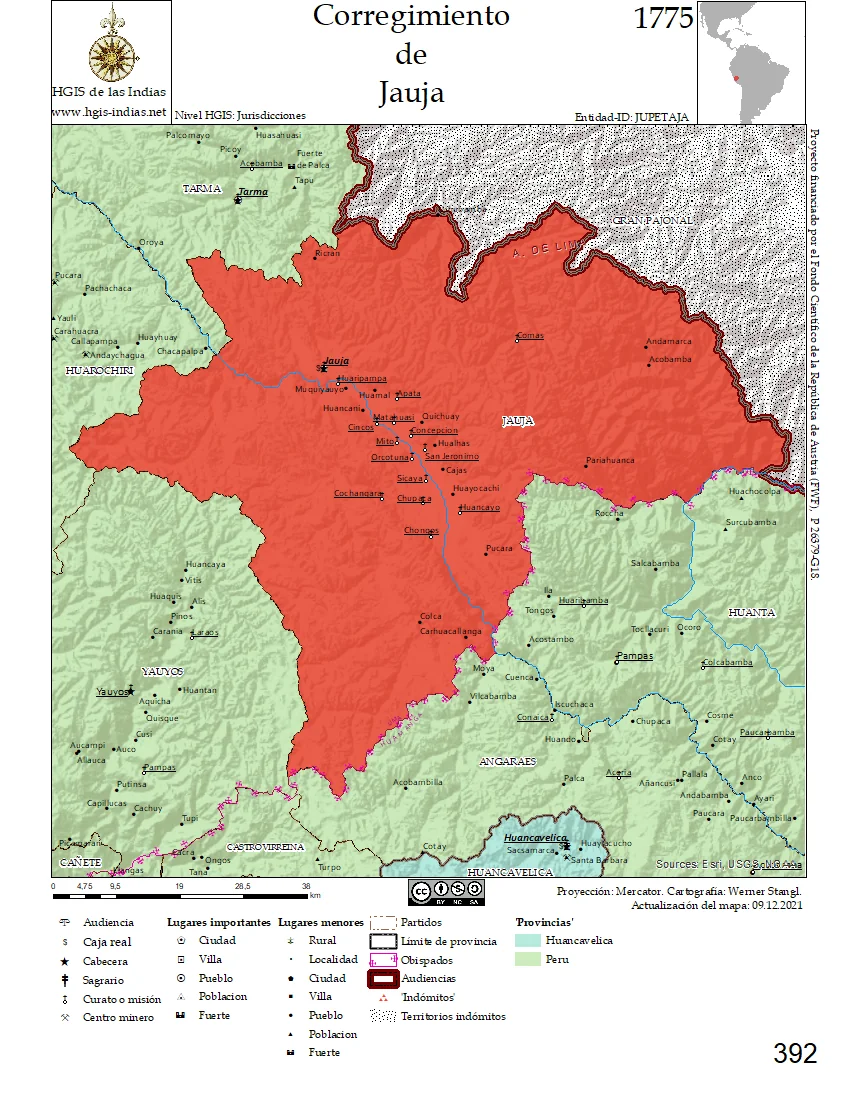 Corregimiento
de
Jauja
1775
HGIS de las Indias
www.hgis-indias.net
Nivel HGIS: Jurisdicciones
Entidad-ID: JUPETAJA
Proyecto financiado por el Fondo Científico de la República de Austria (FWF), P 26379-G18.
Palcomayo
Huasahuasi
Picoy
Acobamba
Fuerte
de Palca
Tapu
TARMA
Tarma
GRAN PAJONAL
A. DE LIM
Oroya
Ricran
Pucara
Pachachaca
Yauli
Carahuacra
Callapampa
Huayhuay
Andaychagua
Chacapalpa
HUAROCHIRI
Comas
Andamarca
Acobamba
Jauja
Huaripampa
Muquiyauyo
Huamal
Apata
Huancani
Matahuasi
Quichuay
JAUJA
Cincos
Concepcion
Mito
Hualhas
Orcotuna
San Jeronimo
Cajas
Pariahuanca
Sicaya
Cochangara
Chupaca
Huayocachi
Huancayo
Huachocolpa
Roccha
Surcubamba
Chongos
Pucara
Huancaya
Vitis
Salcabamba
Huaquis
Alis
Ila
Huaribamba
Pinos
Tongos
HUANTA
Carania
Laraos
Colca
Carhuacallanga
Tocllacuri
Ocoro
Acostambo
Pampas
Colcabamba
YAUYOS
Moya
Cuenca
Yauyos
Huantan
Aquicha
Vilcabamba
Iscuchaca
Quisque
Conaica
Chupaca
Cosme
HUAMANGA
Cusi
Huando
Cotay
Paucarbamba
Aucampi
Auco
Allauca
ANGARAES
Pampas
Acobambilla
Palca
Acoria
Pallala
Añancusi
Anco
Putinsa
Andabamba
Ayari
Capillucas
Cachuy
Paucara
Paucarbambilla
Tupi
Picamaran
CASTROVIRREINA
Cotay
Huancavelica
Huaylacucho
Sacsamarca
Santa Barbara
CAÑETE
Ongos
Tana
Turpo
HUANCAVELICA
Sources: Esri, USGS, NOAA
0 4,75 9,5 19 28,5 38
km
CC BY NC SA
Proyección: Mercator. Cartografía: Werner Stangl.
Actualización del mapa: 09.12.2021
Audiencia
Caja real
Cabecera
Sagrario
Curato o misión
Centro minero
Lugares importantes
Ciudad
Villa
Pueblo
Poblacion
Fuerte
Lugares menores
Rural
Localidad
Ciudad
Villa
Pueblo
Poblacion
Fuerte
Partidos
Límite de provincia
Obispados
Audiencias
'Indómitos'
Territorios indómitos
'Provincias'
Huancavelica
Peru
392